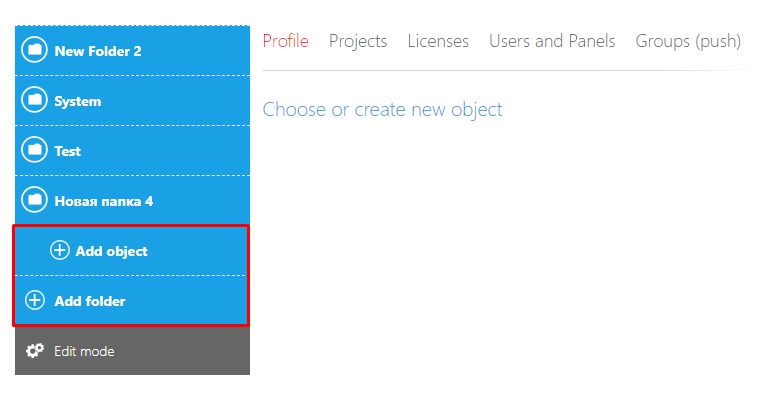 New Folder 2
System
Test
Новая папка 4
Add object
Add folder
Edit mode
Profile Projects Licenses Users and Panels Groups (push)
Choose or create new object